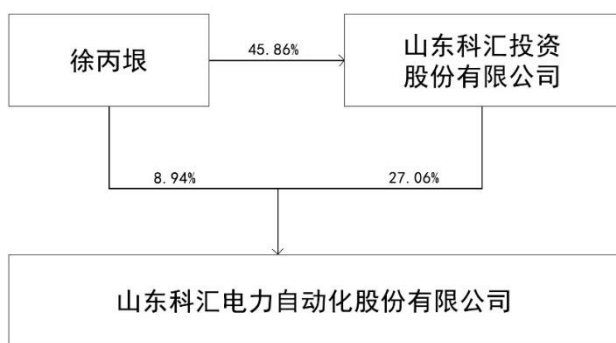 徐丙垠
45.86%
山东科汇投资
股份有限公司
8.94%
27.06%
山东科汇电力自动化股份有限公司